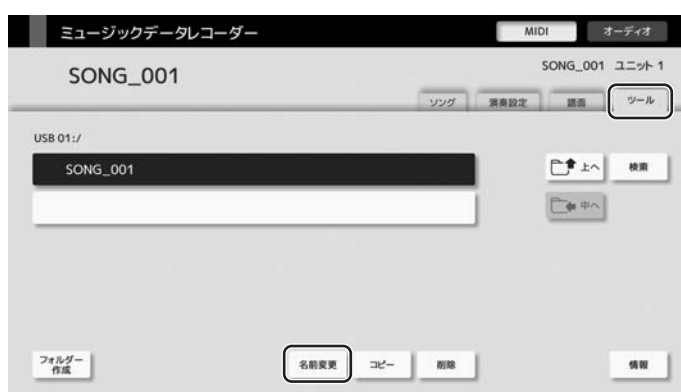 ミュージックデータレコーダー
MIDI
オーディオ
SONG_001
SONG_001 ユニット 1
ソング
演奏設定
譜面
ツール
USB 01:/
SONG_001
上へ
検索
中へ
フォルダー
作成
名前変更
コピー
削除
情報